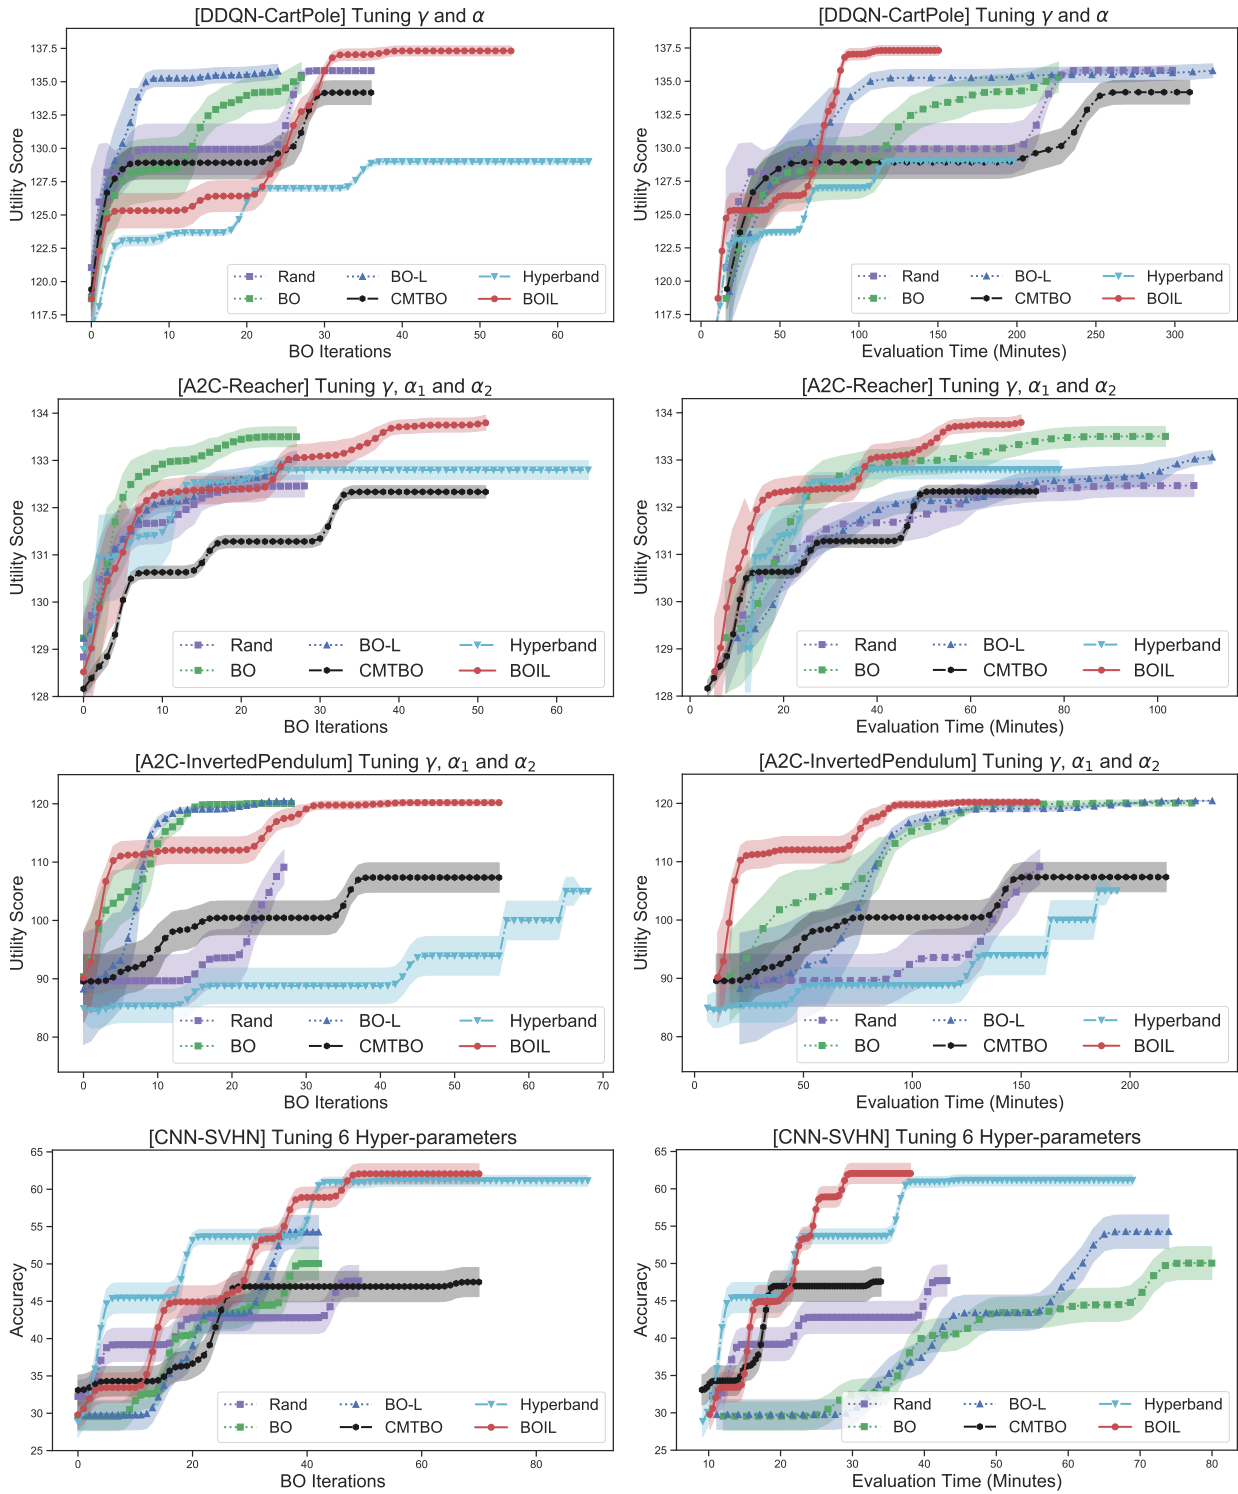 [DDQN-CartPole] Tuning γ and α
137.5
135.0
132.5
130.0
127.5
125.0
122.5
120.0
117.5
Utility Score
Rand
BO-L
Hyperband
BO
CMTBO
BOIL
0 10 20 30 40 50 60
BO Iterations
[DDQN-CartPole] Tuning γ and α
137.5
135.0
132.5
130.0
127.5
125.0
122.5
120.0
117.5
Utility Score
Rand
BO-L
Hyperband
BO
CMTBO
BOIL
0 50 100 150 200 250 300
Evaluation Time (Minutes)
[A2C-Reacher] Tuning γ, α1 and α2
134
133
132
131
130
129
128
Utility Score
Rand
BO-L
Hyperband
BO
CMTBO
BOIL
0 10 20 30 40 50 60
BO Iterations
[A2C-Reacher] Tuning γ, α1 and α2
134
133
132
131
130
129
128
Utility Score
Rand
BO-L
Hyperband
BO
CMTBO
BOIL
0 20 40 60 80 100
Evaluation Time (Minutes)
[A2C-InvertedPendulum] Tuning γ, α1 and α2
120
110
100
90
80
Utility Score
Rand
BO-L
Hyperband
BO
CMTBO
BOIL
0 10 20 30 40 50 60 70
BO Iterations
[A2C-InvertedPendulum] Tuning γ, α1 and α2
120
110
100
90
80
Utility Score
Rand
BO-L
Hyperband
BO
CMTBO
BOIL
0 50 100 150 200
Evaluation Time (Minutes)
[CNN-SVHN] Tuning 6 Hyper-parameters
65
60
55
50
45
40
35
30
25
Accuracy
Rand
BO-L
Hyperband
BO
CMTBO
BOIL
0 20 40 60 80
BO Iterations
[CNN-SVHN] Tuning 6 Hyper-parameters
65
60
55
50
45
40
35
30
25
Accuracy
Rand
BO-L
Hyperband
BO
CMTBO
BOIL
10 20 30 40 50 60 70 80
Evaluation Time (Minutes)